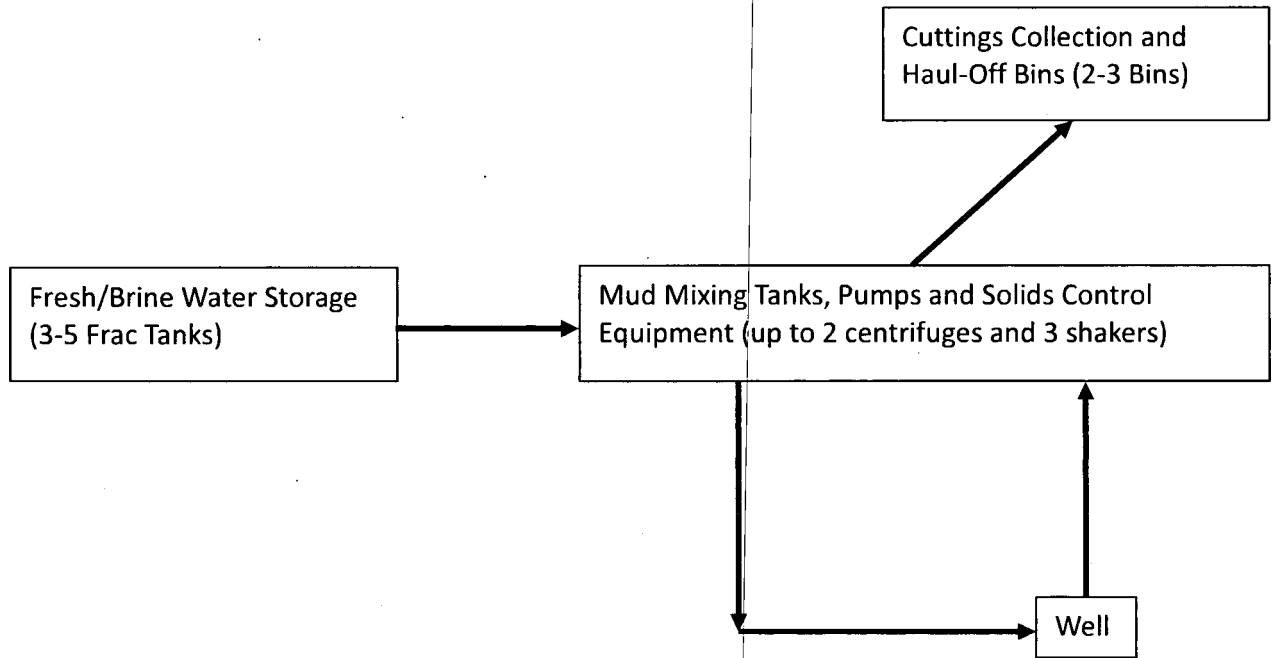 Cuttings Collection and
Haul-Off Bins (2-3 Bins)
Fresh/Brine Water Storage
(3-5 Frac Tanks)
Mud Mixing Tanks, Pumps and Solids Control
Equipment (up to 2 centrifuges and 3 shakers)
Well